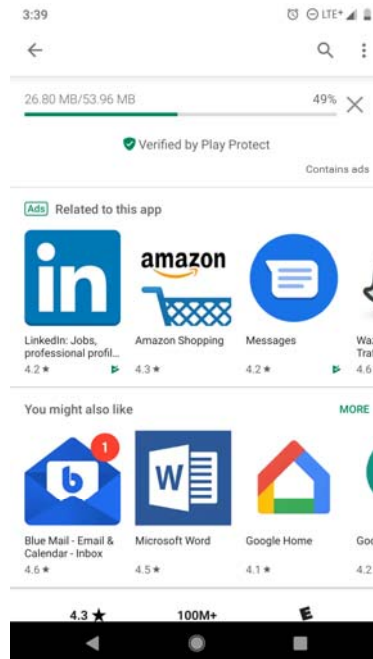 3:39
LTE+
26.80 MB/53.96 MB 49%
Verified by Play Protect
Contains ads
Ads Related to this app
in
amazon
LinkedIn: Jobs, professional profil...
Amazon Shopping
Messages
4.2 ★
4.3 ★
4.2 ★
4.6
You might also like
MORE
1
b
W
Blue Mail - Email & Calendar - Inbox
Microsoft Word
Google Home
4.6 ★
4.5 ★
4.1 ★
4.2
4.3 ★
100M+
E